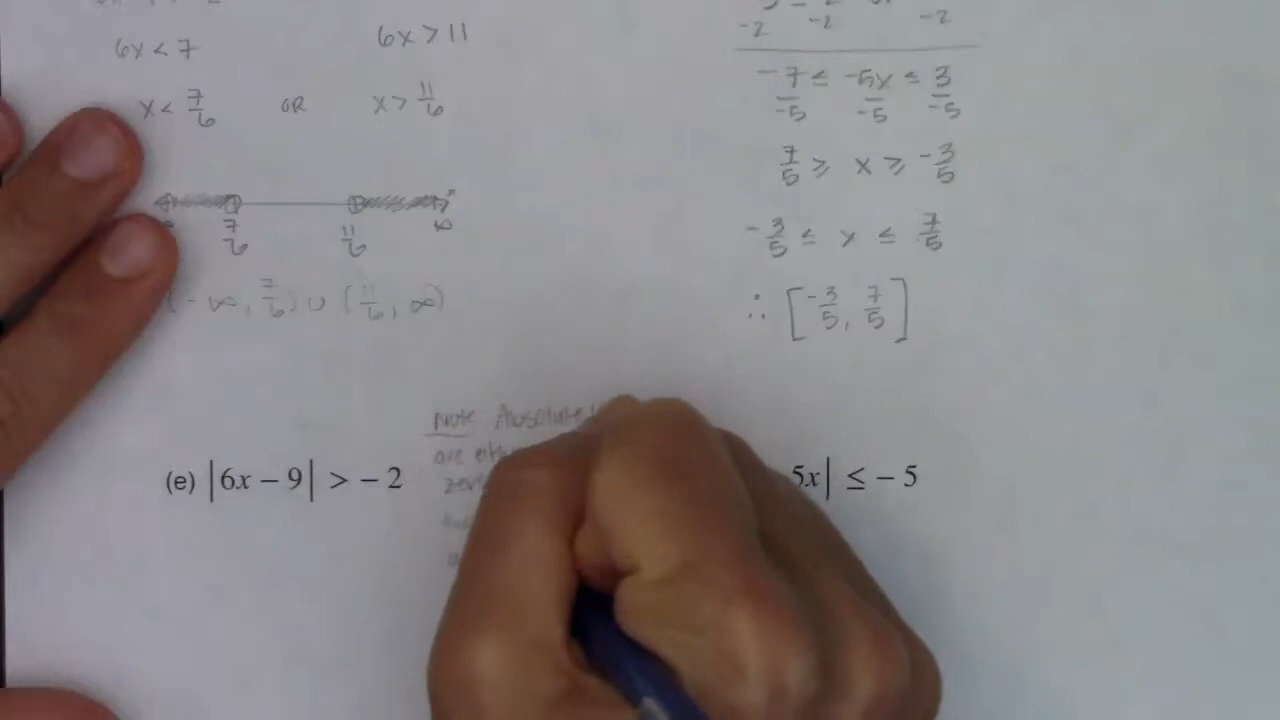 6x < 7
6x > 11
x < 7/6 OR x > 11/6
7/6 11/6 ∞
(-∞, 7/6) ∪ (11/6, ∞)
-2 -2 -2
-7/-5 ≤ -5x/-5 ≤ 3/-5
7/5 ≥ x ≥ -3/5
-3/5 ≤ x ≤ 7/5
∴ [-3/5, 7/5]
Note Absolute
are
(e) |6x − 9| > − 2
5x| ≤ − 5